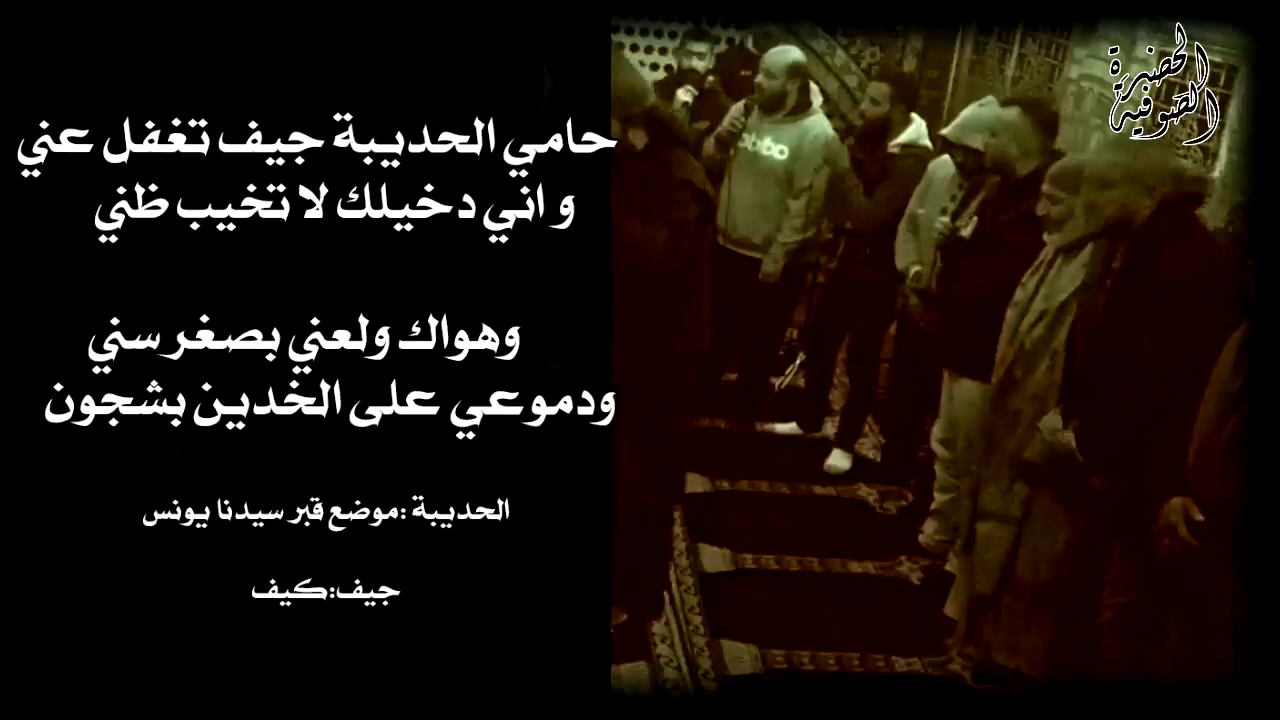 حامي الحديبة جيف تغفل عني
و اني دخيلك لا تخيب ظني
وهواك ولعني بصغر سني
ودموعي على الخدين بشجون
الحديبة :موضع قبر سيدنا يونس
جيف:كيف
الحضرة
الصوفية